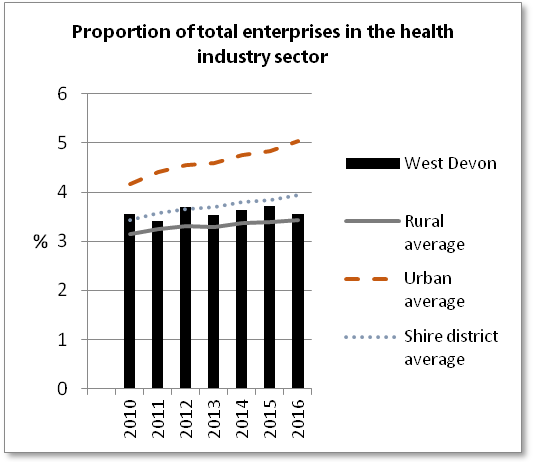 Proportion of total enterprises in the health
industry sector
6
5
4
3
2
1
0
%
2010
2011
2012
2013
2014
2015
2016
West Devon
Rural
average
Urban
average
Shire district
average